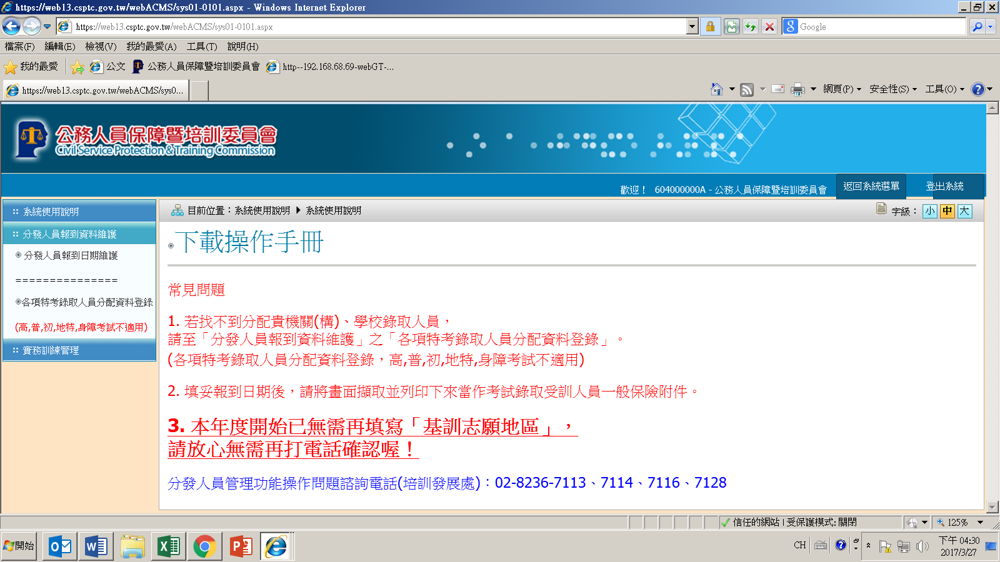 https://web13.csptc.gov.tw/webACMS/sys01-0101.aspx - Windows Internet Explorer
https://web13.csptc.gov.tw/webACMS/sys01-0101.aspx
Google
檔案(F) 編輯(E) 檢視(V) 我的最愛(A) 工具(T) 說明(H)
我的最愛 公文 公務人員保障暨培訓委員會 http--192.168.68.69-webGT-...
https://web13.csptc.gov.tw/webACMS/sys0...
網頁(P) 安全性(S) 工具(O)
公務人員保障暨培訓委員會
Civil Service Protection & Training Commission
歡迎! 604000000A - 公務人員保障暨培訓委員會 返回系統選單 登出系統
系統使用說明
分發人員報到資料維護
分發人員報到日期維護
===============
各項特考錄取人員分配資料登錄
(高,普,初,地特,身障考試不適用)
實務訓練管理
目前位置：系統使用說明 系統使用說明
字級： 小 中 大
下載操作手冊
常見問題
1. 若找不到分配貴機關(構)、學校錄取人員，
請至「分發人員報到資料維護」之「各項特考錄取人員分配資料登錄」。
(各項特考錄取人員分配資料登錄，高,普,初,地特,身障考試不適用)
2. 填妥報到日期後，請將畫面擷取並列印下來當作考試錄取受訓人員一般保險附件。
3. 本年度開始已無需再填寫「基訓志願地區」，
請放心無需再打電話確認喔！
分發人員管理功能操作問題諮詢電話(培訓發展處)：02-8236-7113、7114、7116、7128
信任的網站 | 受保護模式: 關閉
125%
開始
CH
下午 04:30
2017/3/27